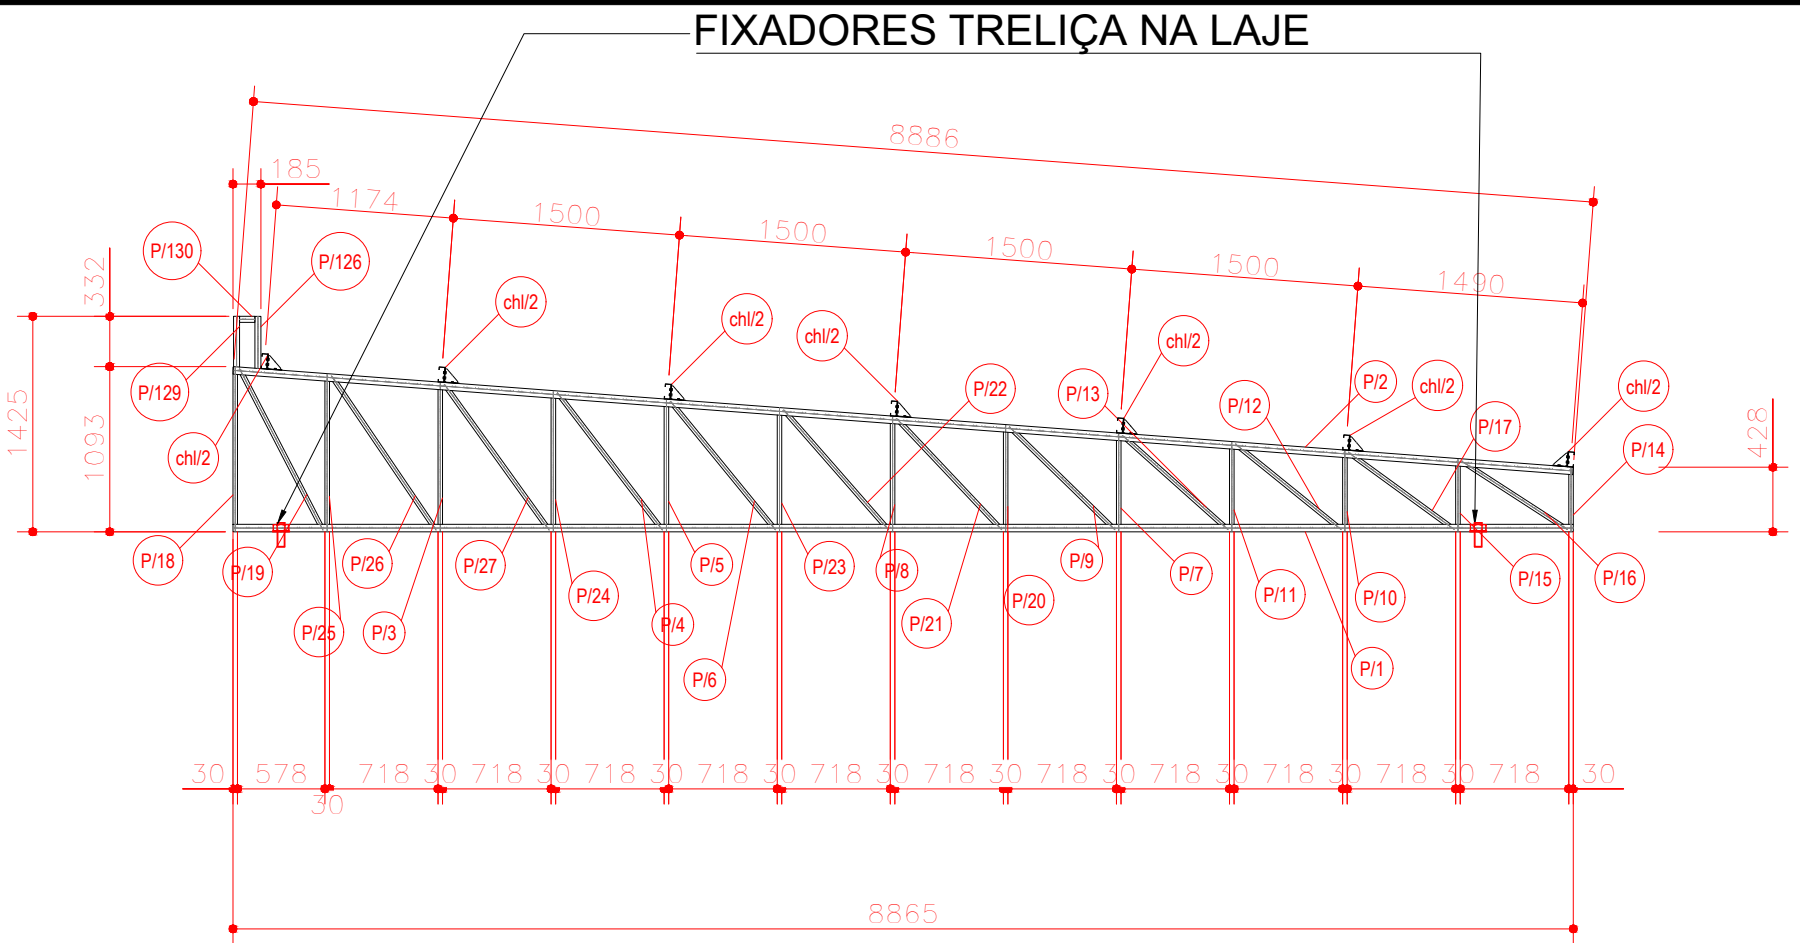 FIXADORES TRELIÇA NA LAJE
8886
185
1174
1500
1500
1500
1500
1490
332
1425
1093
428
P/130
P/126
P/129
chl/2
chl/2
chl/2
chl/2
chl/2
chl/2
chl/2
P/22
P/13
P/12
P/2
P/17
P/14
P/18
P/19
P/26
P/27
P/24
P/5
P/23
P/8
P/20
P/9
P/7
P/11
P/10
P/15
P/16
P/25
P/3
P/4
P/6
P/21
P/1
30 578 718 30 718 30 718 30 718 30 718 30 718 30 718 30 718 30 718 30 718 30 718 30
30
8865